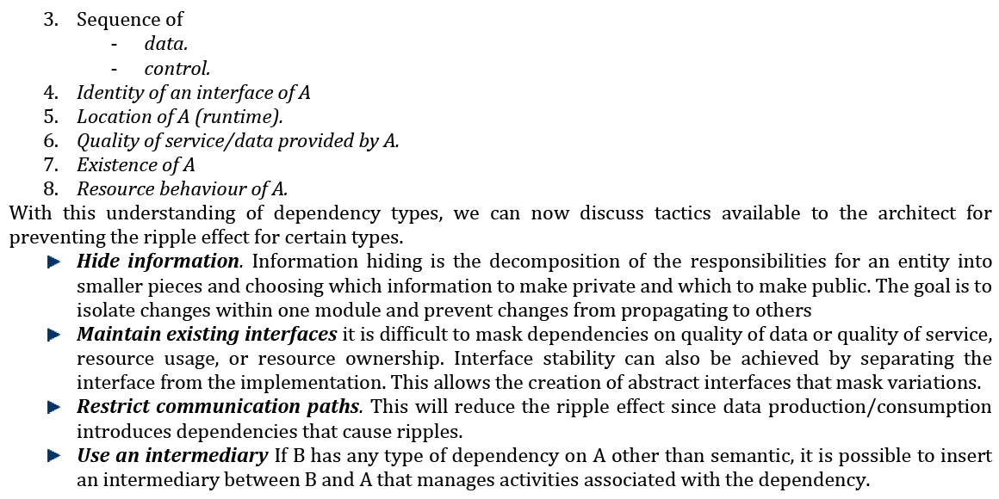 3. Sequence of
- data.
- control.
4. Identity of an interface of A
5. Location of A (runtime).
6. Quality of service/data provided by A.
7. Existence of A
8. Resource behaviour of A.
With this understanding of dependency types, we can now discuss tactics available to the architect for
preventing the ripple effect for certain types.
Hide information. Information hiding is the decomposition of the responsibilities for an entity into
smaller pieces and choosing which information to make private and which to make public. The goal is to
isolate changes within one module and prevent changes from propagating to others
Maintain existing interfaces it is difficult to mask dependencies on quality of data or quality of service,
resource usage, or resource ownership. Interface stability can also be achieved by separating the
interface from the implementation. This allows the creation of abstract interfaces that mask variations.
Restrict communication paths. This will reduce the ripple effect since data production/consumption
introduces dependencies that cause ripples.
Use an intermediary If B has any type of dependency on A other than semantic, it is possible to insert
an intermediary between B and A that manages activities associated with the dependency.